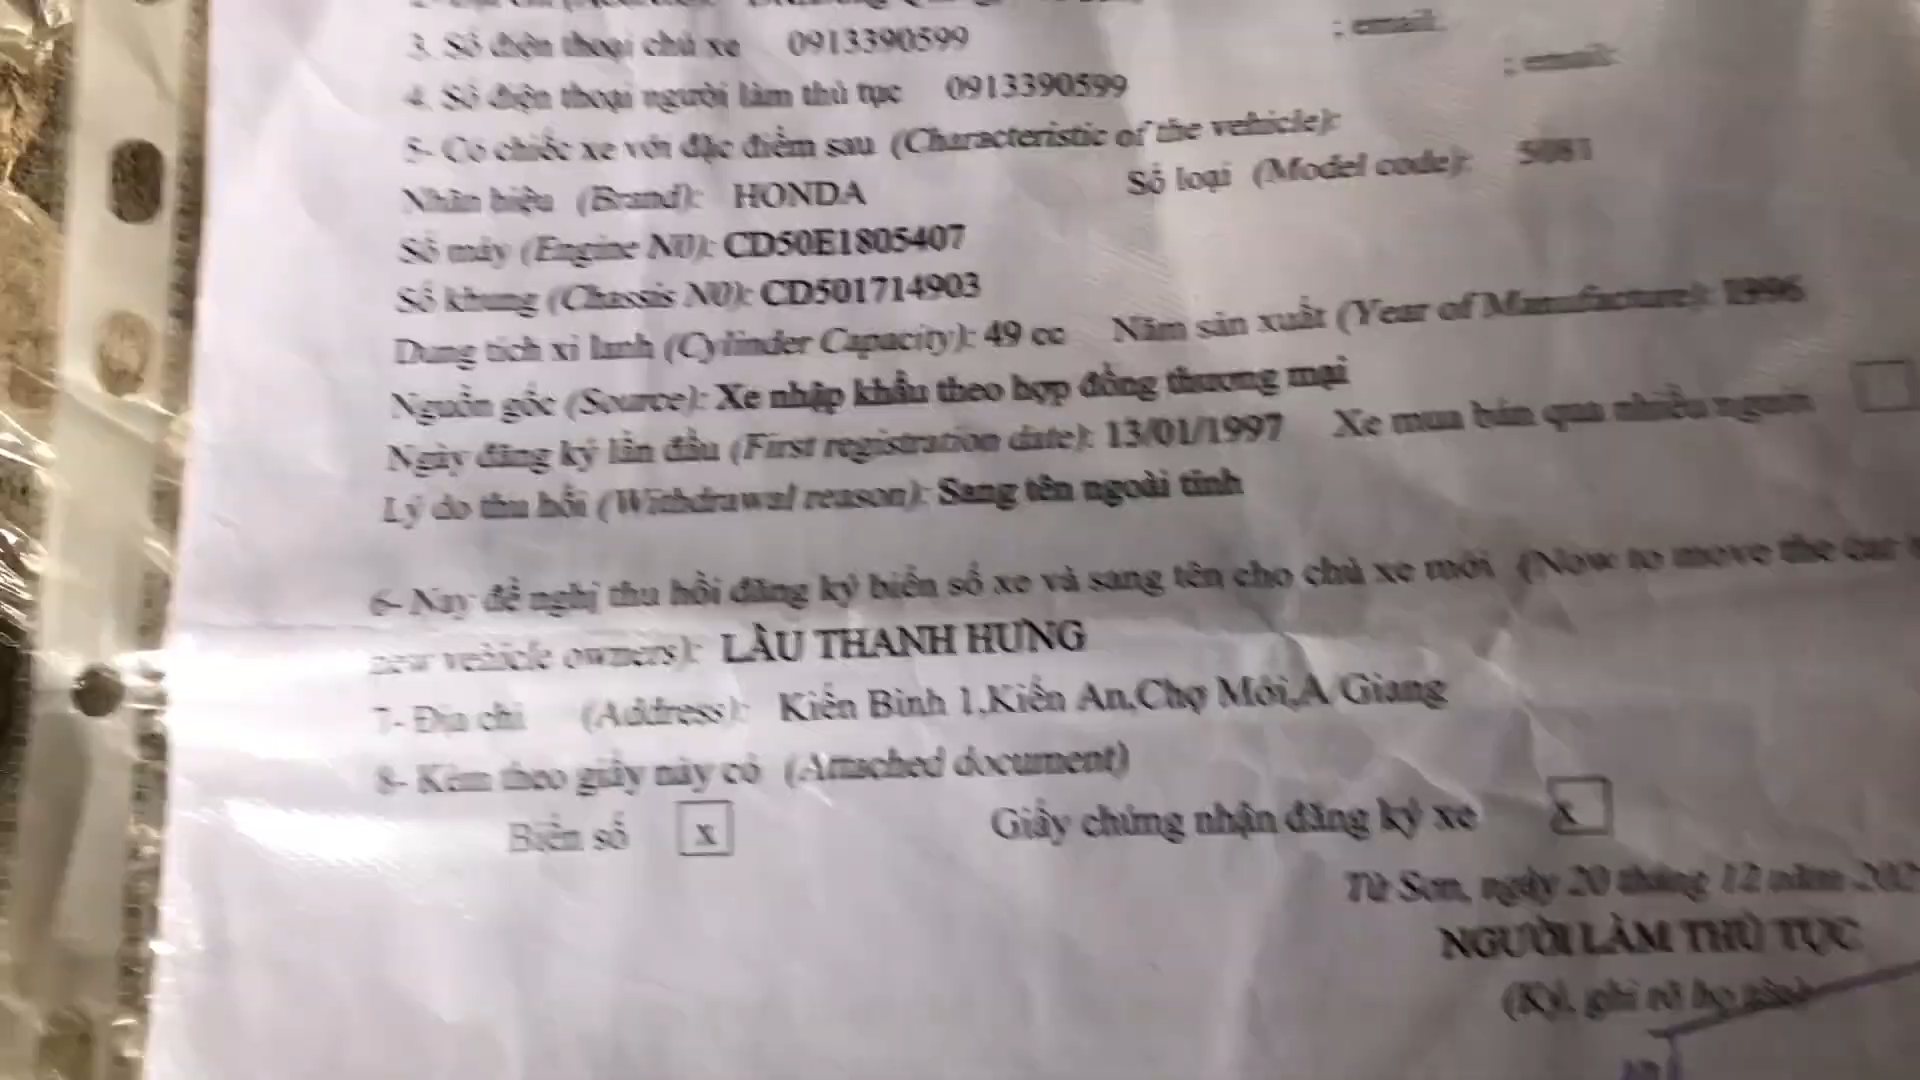 3. Số điện thoại chủ xe 0913390599 ; email:
4. Số điện thoại người làm thủ tục 0913390599 ; email:
5- Có chiếc xe với đặc điểm sau (Characteristic of the vehicle):
Nhãn hiệu (Brand): HONDA Số loại (Model code):
Số máy (Engine N0): CD50E1805407
Số khung (Chassis N0): CD501714903
Dung tích xi lanh (Cylinder Capacity): 49 cc Năm sản xuất (Year of Manufacture): 1996
Nguồn gốc (Source): Xe nhập khẩu theo hợp đồng thương mại
Ngày đăng ký lần đầu (First registration date): 13/01/1997 Xe mua bán qua nhiều người
Lý do thu hồi (Withdrawal reason): Sang tên ngoài tỉnh
6- Nay đề nghị thu hồi đăng ký biển số xe và sang tên cho chủ xe mới (Now to move the car
new vehicle owners): LẦU THANH HƯNG
7- Địa chỉ (Address): Kiến Bình 1,Kiến An,Chợ Mới,A Giang
8- Kèm theo giấy này có (Attached document)
Biển số x Giấy chứng nhận đăng ký xe x
Từ Sơn, ngày 20 tháng 12 năm 202
NGƯỜI LÀM THỦ TỤC
(Ký, ghi rõ họ tên)